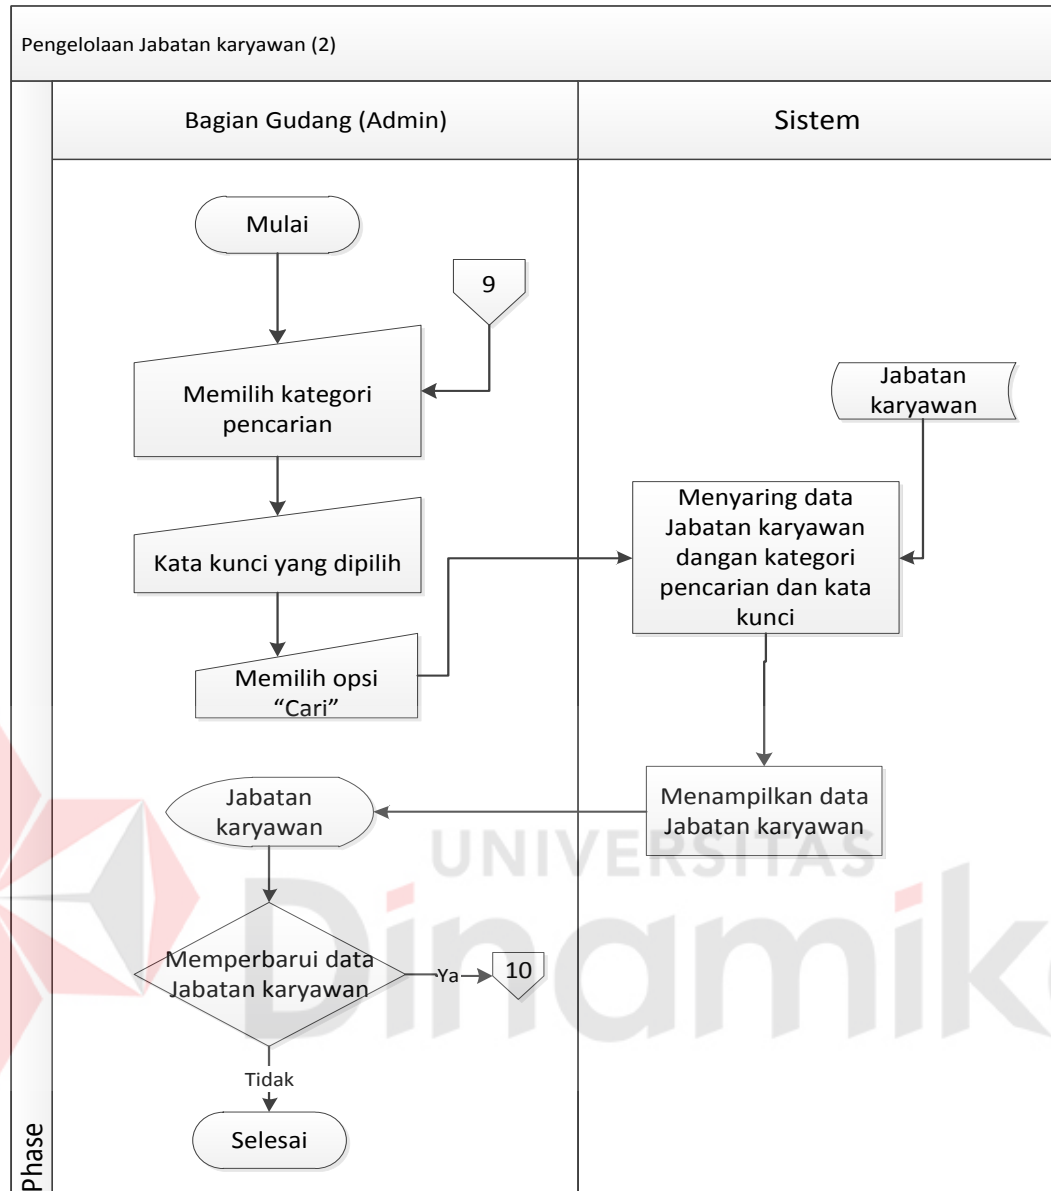 Pengelolaan Jabatan karyawan (2)
Bagian Gudang (Admin)
Sistem
Mulai
9
Memilih kategori
pencarian
Jabatan
karyawan
Kata kunci yang dipilih
Menyaring data
Jabatan karyawan
dangan kategori
pencarian dan kata
kunci
Memilih opsi
“Cari”
Jabatan
karyawan
Menampilkan data
Jabatan karyawan
UNIVERSITAS
Dinamika
Memperbarui data
Jabatan karyawan
Ya
10
Tidak
Selesai
Phase